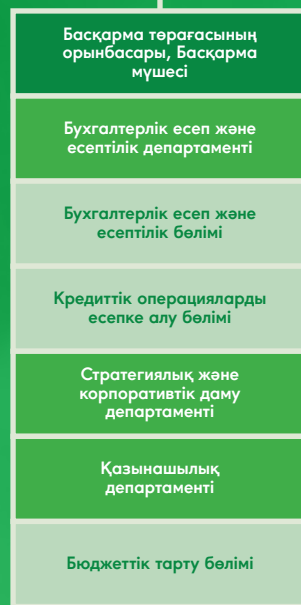 Басқарма төрағасының
орынбасары, Басқарма
мүшесі
Бухгалтерлік есеп және
есептілік департаменті
Бухгалтерлік есеп және
есептілік бөлімі
Кредиттік операцияларды
есепке алу бөлімі
Стратегиялық және
корпоративтік даму
департаменті
Қазынашылық
департаменті
Бюджеттік тарту бөлімі